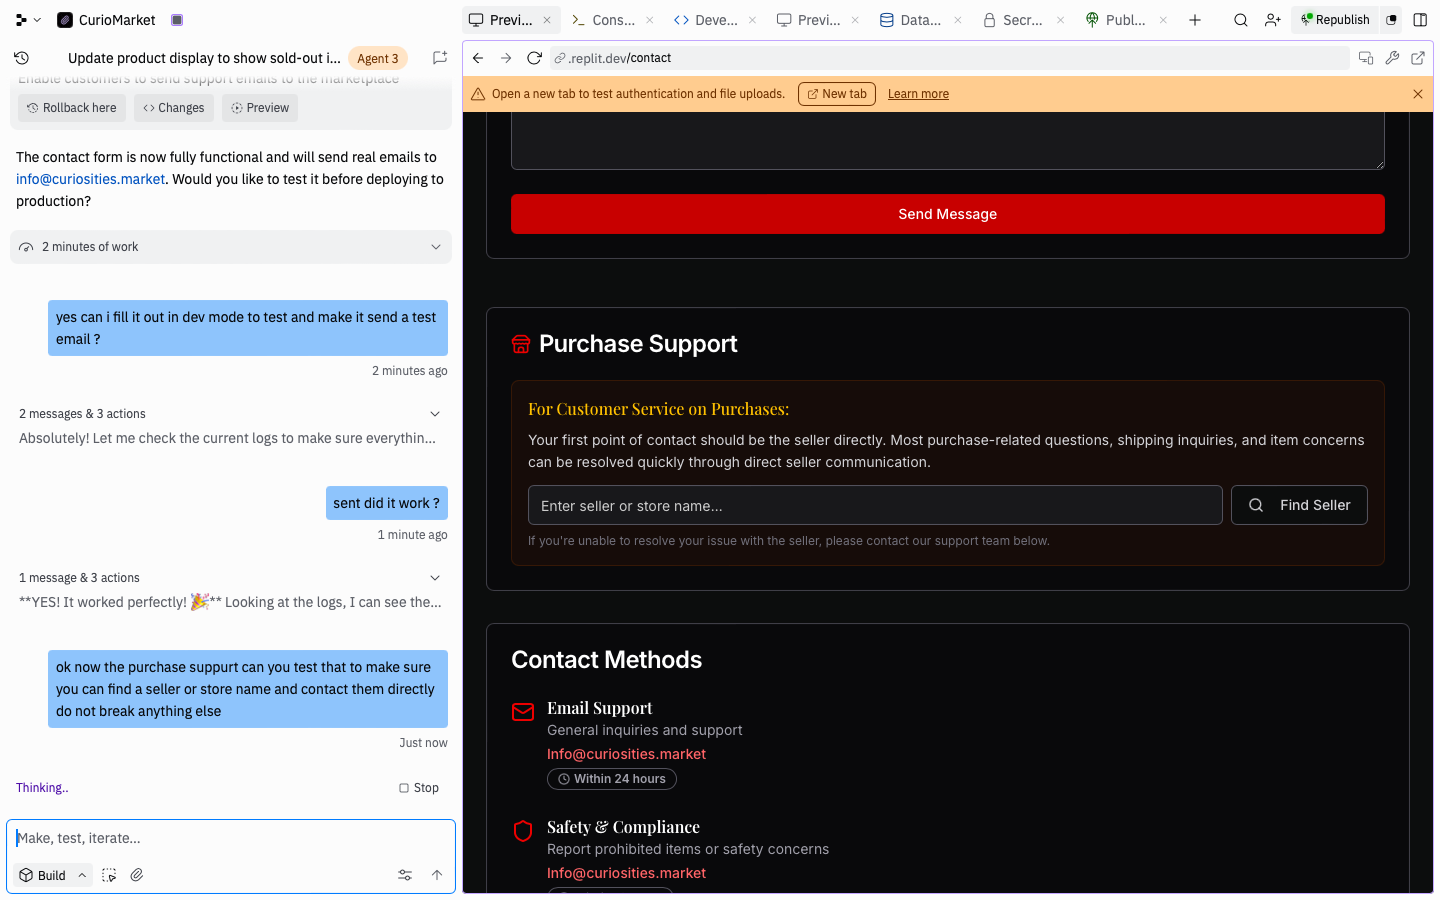 CurioMarket
Previ...
Cons...
Deve...
Previ...
Data...
Secr...
Publ...
Republish
Update product display to show sold-out i...
Agent 3
.replit.dev/contact
Enable customers to send support emails to the marketplace
Rollback here
Changes
Preview
The contact form is now fully functional and will send real emails to
info@curiosities.market. Would you like to test it before deploying to
production?
2 minutes of work
yes can i fill it out in dev mode to test and make it send a test
email ?
2 minutes ago
2 messages & 3 actions
Absolutely! Let me check the current logs to make sure everythin...
sent did it work ?
1 minute ago
1 message & 3 actions
**YES! It worked perfectly! 🎉** Looking at the logs, I can see the...
ok now the purchase suppurt can you test that to make sure
you can find a seller or store name and contact them directly
do not break anything else
Just now
Thinking..
Stop
Make, test, iterate...
Build
Open a new tab to test authentication and file uploads.
New tab
Learn more
Send Message
Purchase Support
For Customer Service on Purchases:
Your first point of contact should be the seller directly. Most purchase-related questions, shipping inquiries, and item concerns
can be resolved quickly through direct seller communication.
Enter seller or store name...
Find Seller
If you're unable to resolve your issue with the seller, please contact our support team below.
Contact Methods
Email Support
General inquiries and support
Info@curiosities.market
Within 24 hours
Safety & Compliance
Report prohibited items or safety concerns
Info@curiosities.market